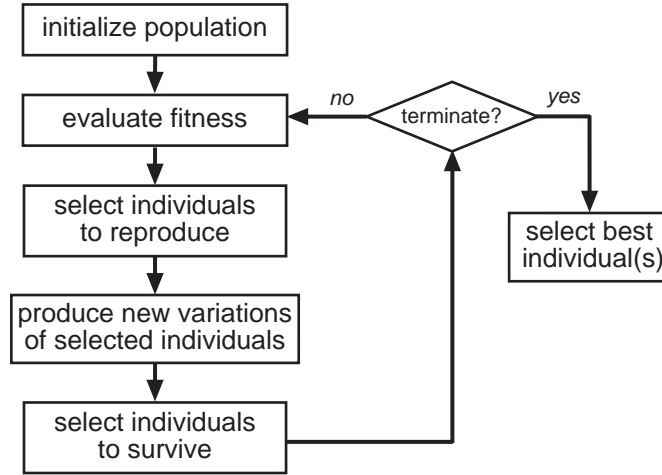 initialize population
evaluate fitness
select individuals
to reproduce
produce new variations
of selected individuals
select individuals
to survive
no
terminate?
yes
select best
individual(s)